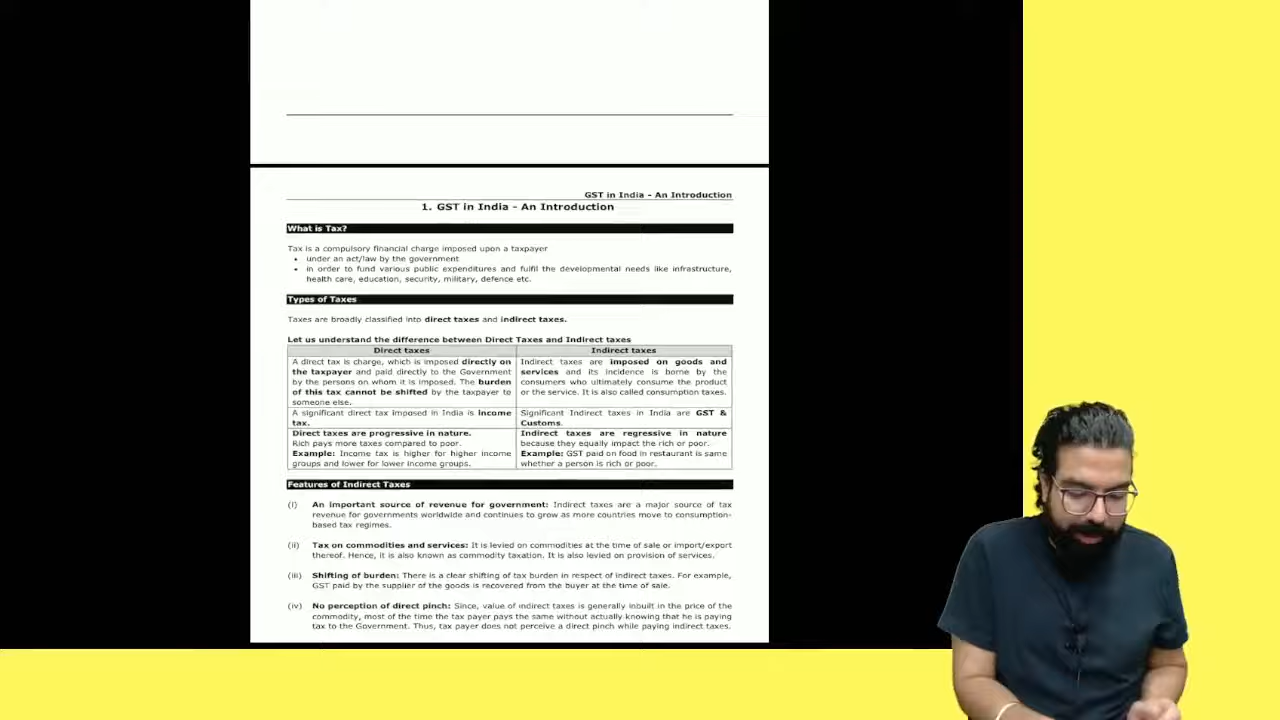 GST in India - An Introduction
1. GST in India - An Introduction
What is Tax?
Tax is a compulsory financial charge imposed upon a taxpayer
• under an act/law by the government
• in order to fund various public expenditures and fulfil the developmental needs like infrastructure,
health care, education, security, military, defence etc.
Types of Taxes
Taxes are broadly classified into direct taxes and indirect taxes.
Let us understand the difference between Direct Taxes and Indirect taxes
Direct taxes
A direct tax is charge, which is imposed directly on
the taxpayer and paid directly to the Government
by the persons on whom it is imposed. The burden
of this tax cannot be shifted by the taxpayer to
someone else.
Indirect taxes
Indirect taxes are imposed on goods and
services and its incidence is borne by the
consumers who ultimately consume the product
or the service. It is also called consumption taxes.
A significant direct tax imposed in India is income
tax.
Significant Indirect taxes in India are GST &
Customs.
Direct taxes are progressive in nature.
Rich pays more taxes compared to poor.
Example: Income tax is higher for higher income
groups and lower for lower income groups.
Indirect taxes are regressive in nature
because they equally impact the rich or poor.
Example: GST paid on food in restaurant is same
whether a person is rich or poor.
Features of Indirect Taxes
(i) An important source of revenue for government: Indirect taxes are a major source of tax
revenue for governments worldwide and continues to grow as more countries move to consumption-
based tax regimes.
(ii) Tax on commodities and services: It is levied on commodities at the time of sale or import/export
thereof. Hence, it is also known as commodity taxation. It is also levied on provision of services.
(iii) Shifting of burden: There is a clear shifting of tax burden in respect of indirect taxes. For example,
GST paid by the supplier of the goods is recovered from the buyer at the time of sale.
(iv) No perception of direct pinch: Since, value of indirect taxes is generally inbuilt in the price of the
commodity, most of the time the tax payer pays the same without actually knowing that he is paying
tax to the Government. Thus, tax payer does not perceive a direct pinch while paying indirect taxes.